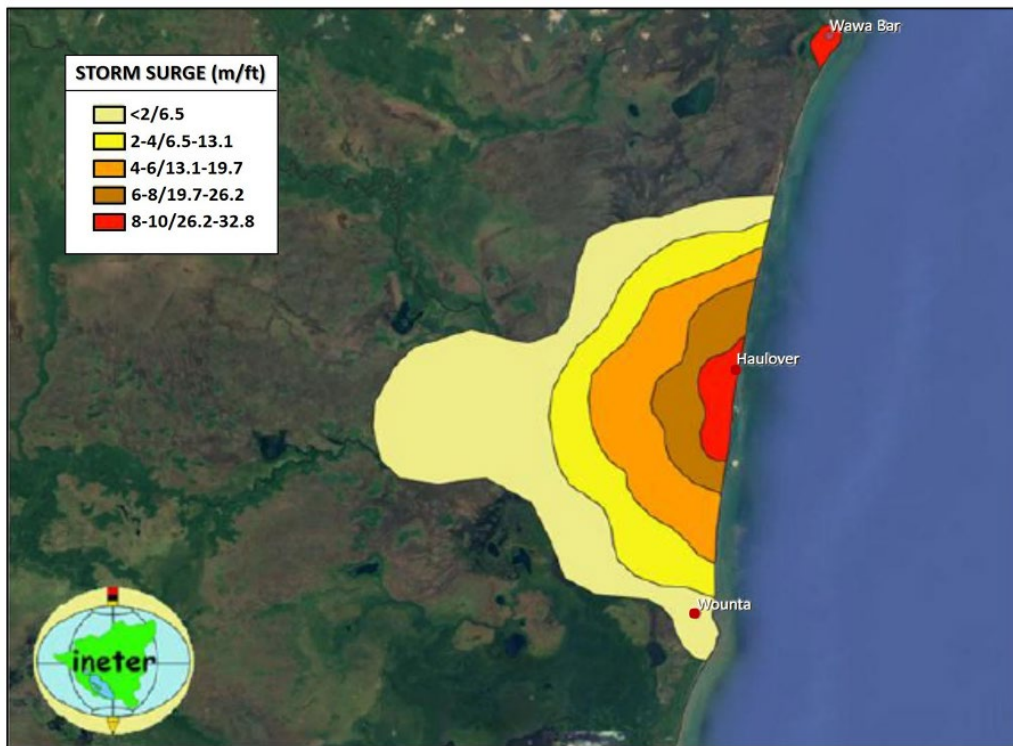 Wawa Bar
STORM SURGE (m/ft)
<2/6.5
2-4/6.5-13.1
4-6/13.1-19.7
6-8/19.7-26.2
8-10/26.2-32.8
Haulover
Wounta
ineter